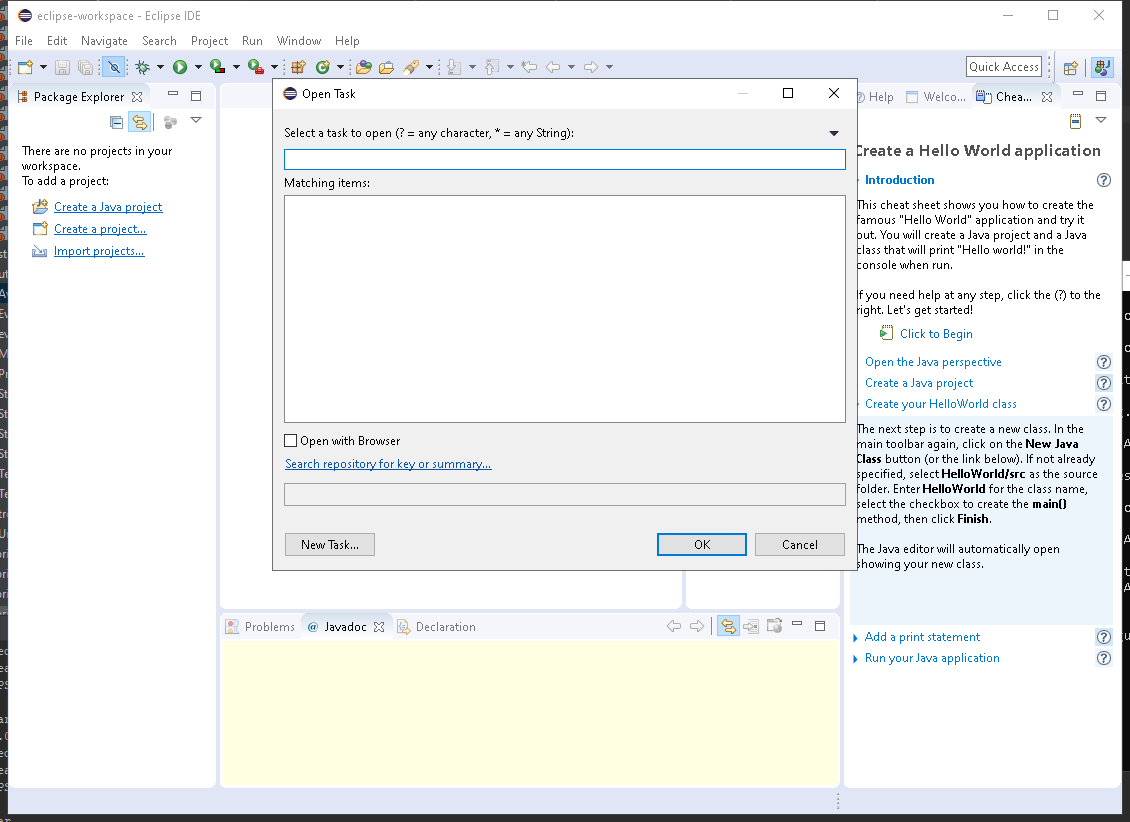 eclipse-workspace - Eclipse IDE
File Edit Navigate Search Project Run Window Help
Quick Access
Package Explorer
There are no projects in your
workspace.
To add a project:
Create a Java project
Create a project...
Import projects...
Open Task
Select a task to open (? = any character, * = any String):
Matching items:
Open with Browser
Search repository for key or summary...
New Task...
OK
Cancel
Help Welco... Chea...
Create a Hello World application
Introduction
This cheat sheet shows you how to create the
famous "Hello World" application and try it
out. You will create a Java project and a Java
class that will print "Hello world!" in the
console when run.
If you need help at any step, click the (?) to the
right. Let's get started!
Click to Begin
Open the Java perspective
Create a Java project
Create your HelloWorld class
The next step is to create a new class. In the
main toolbar again, click on the New Java
Class button (or the link below). If not already
specified, select HelloWorld/src as the source
folder. Enter HelloWorld for the class name,
select the checkbox to create the main()
method, then click Finish.
The Java editor will automatically open
showing your new class.
Add a print statement
Run your Java application
Problems @ Javadoc Declaration